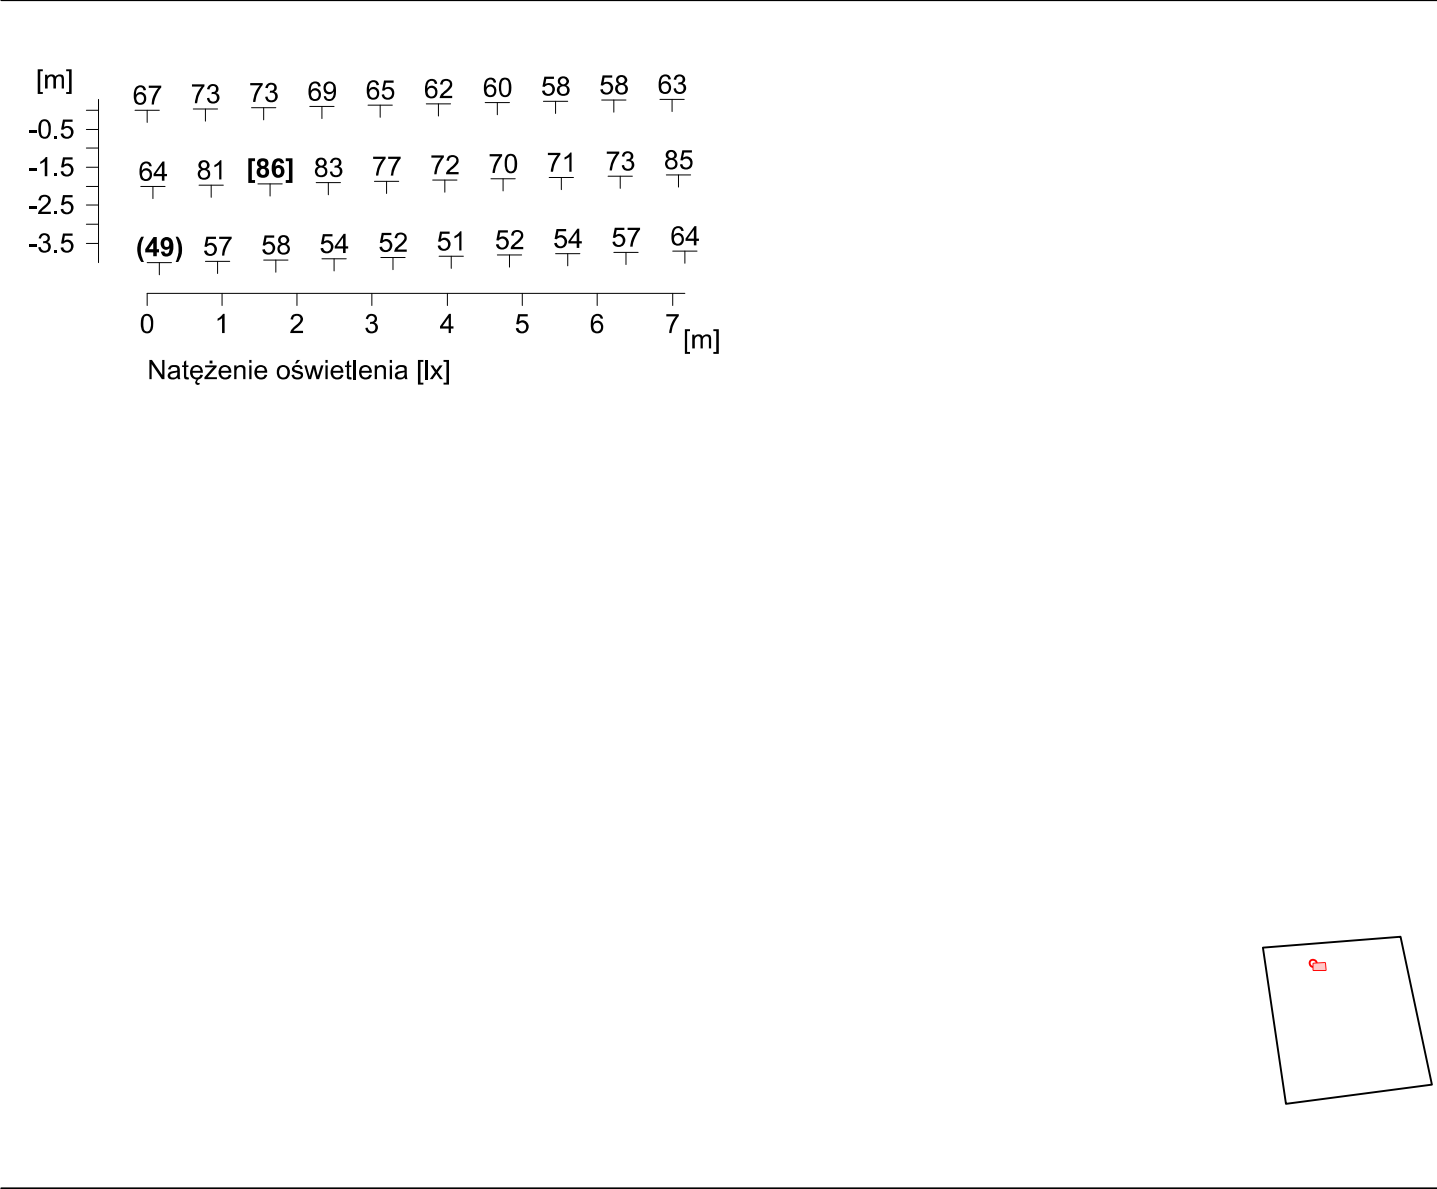 [m]
67 73 73 69 65 62 60 58 58 63
-0.5
-1.5
64 81 [86] 83 77 72 70 71 73 85
-2.5
-3.5
(49) 57 58 54 52 51 52 54 57 64
0 1 2 3 4 5 6 7 [m]
Natężenie oświetlenia [lx]